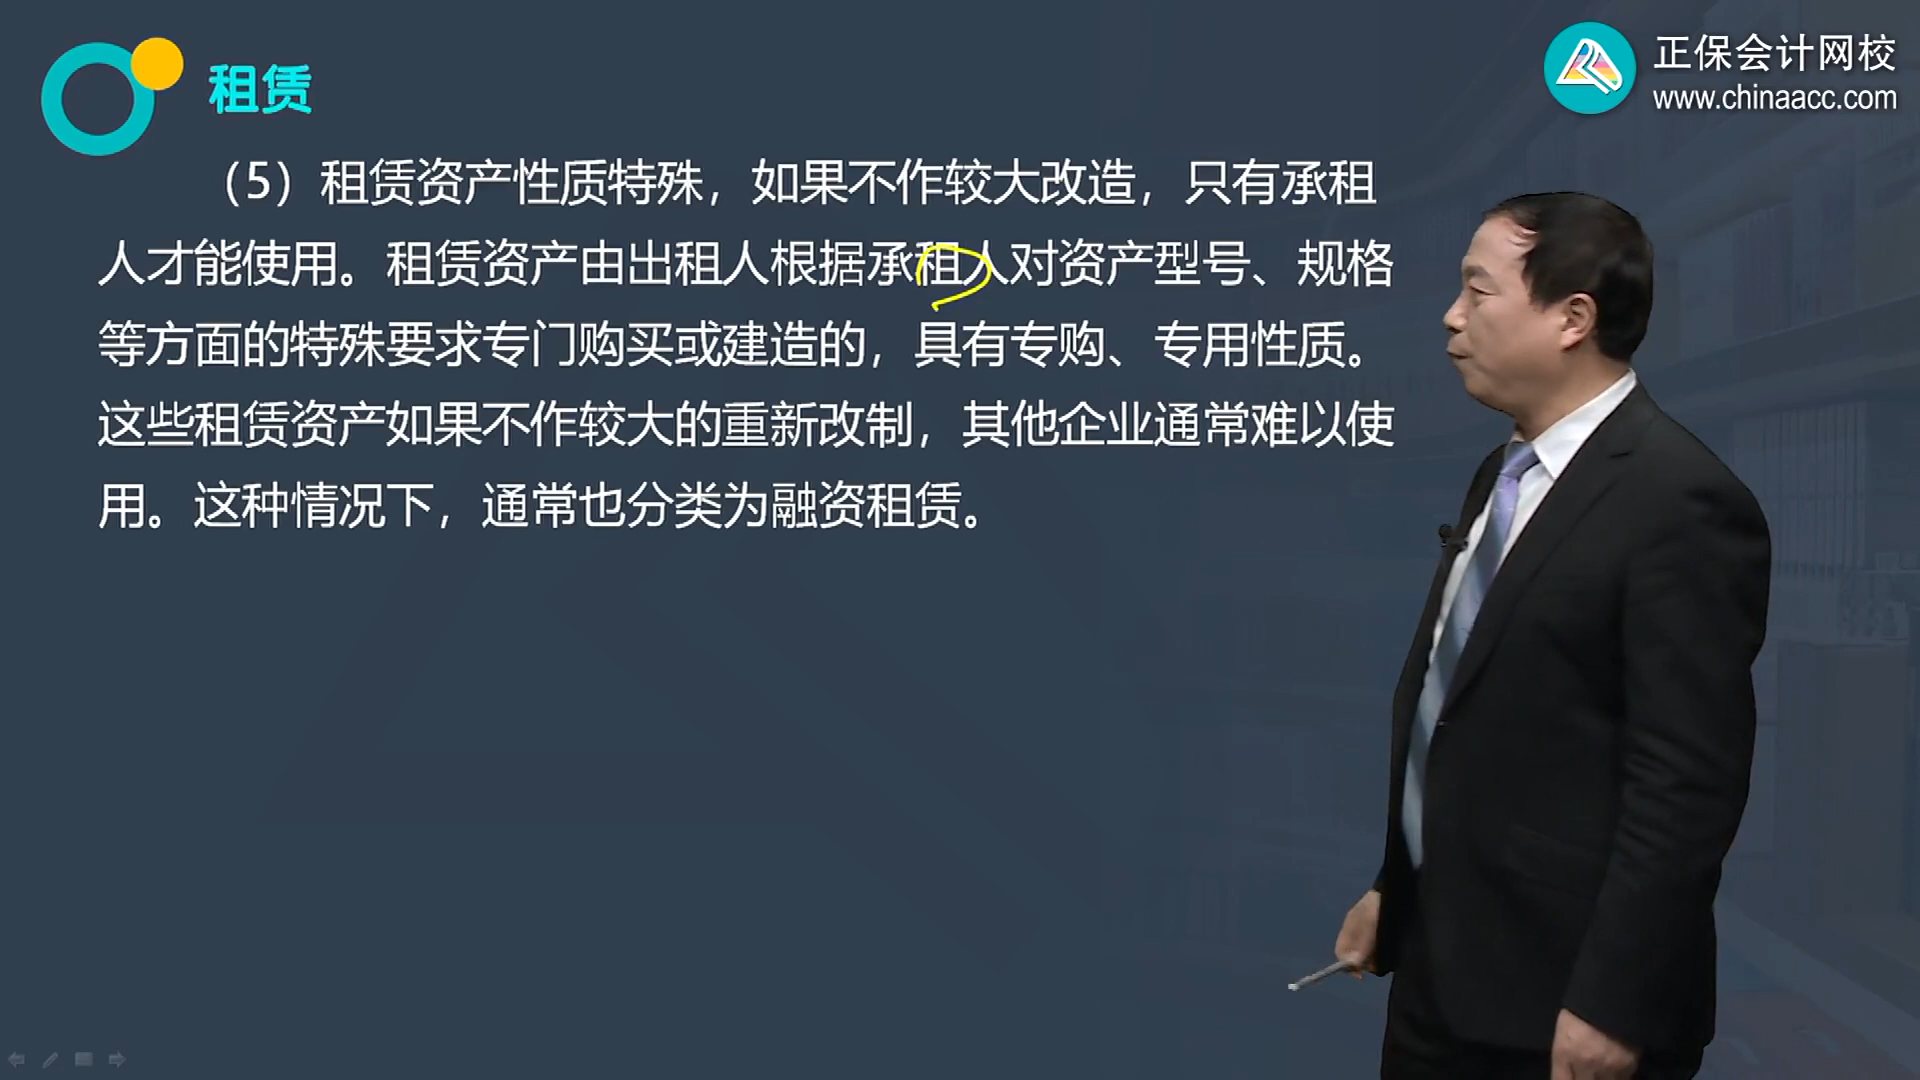 租赁
正保会计网校
www.chinaacc.com
（5）租赁资产性质特殊，如果不作较大改造，只有承租
人才能使用。租赁资产由出租人根据承租人对资产型号、规格
等方面的特殊要求专门购买或建造的，具有专购、专用性质。
这些租赁资产如果不作较大的重新改制，其他企业通常难以使
用。这种情况下，通常也分类为融资租赁。